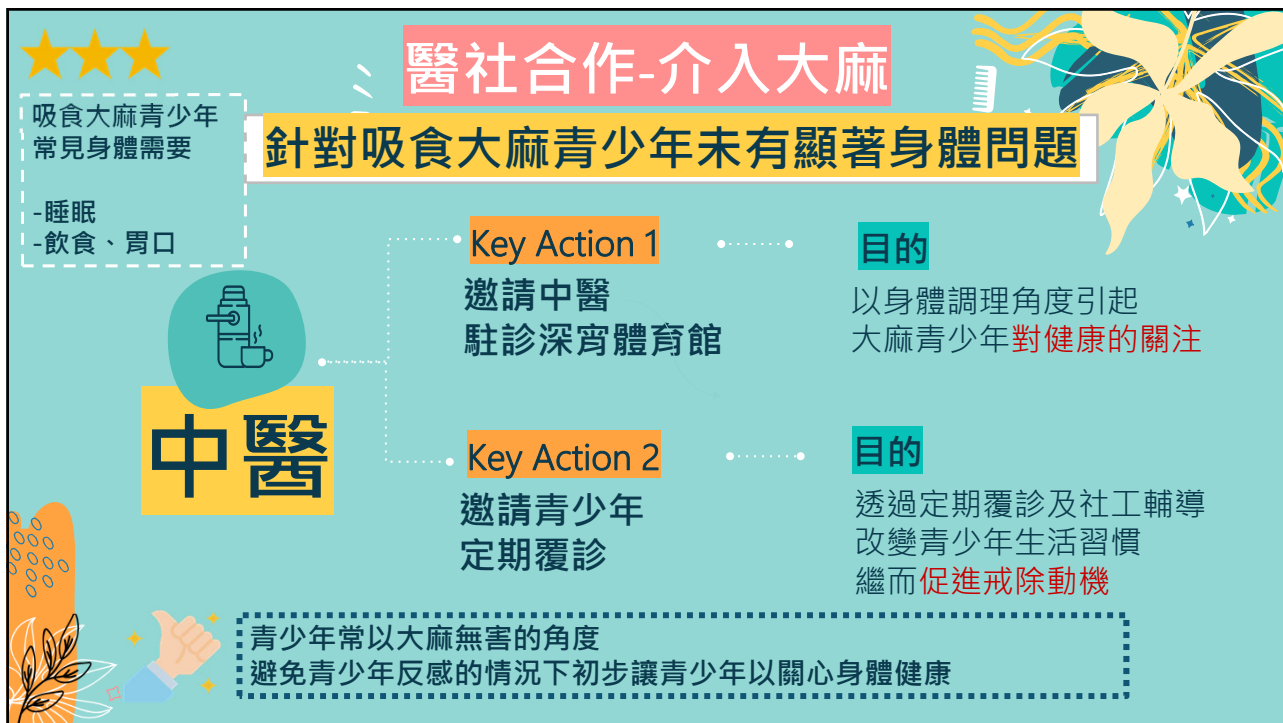 醫社合作-介入大麻
吸食大麻青少年
常見身體需要
-睡眠
-飲食、胃口
針對吸食大麻青少年未有顯著身體問題
中醫
Key Action 1
邀請中醫
駐診深宵體育館
目的
以身體調理角度引起
大麻青少年對健康的關注
Key Action 2
邀請青少年
定期覆診
目的
透過定期覆診及社工輔導
改變青少年生活習慣
繼而促進戒除動機
青少年常以大麻無害的角度
避免青少年反感的情況下初步讓青少年以關心身體健康